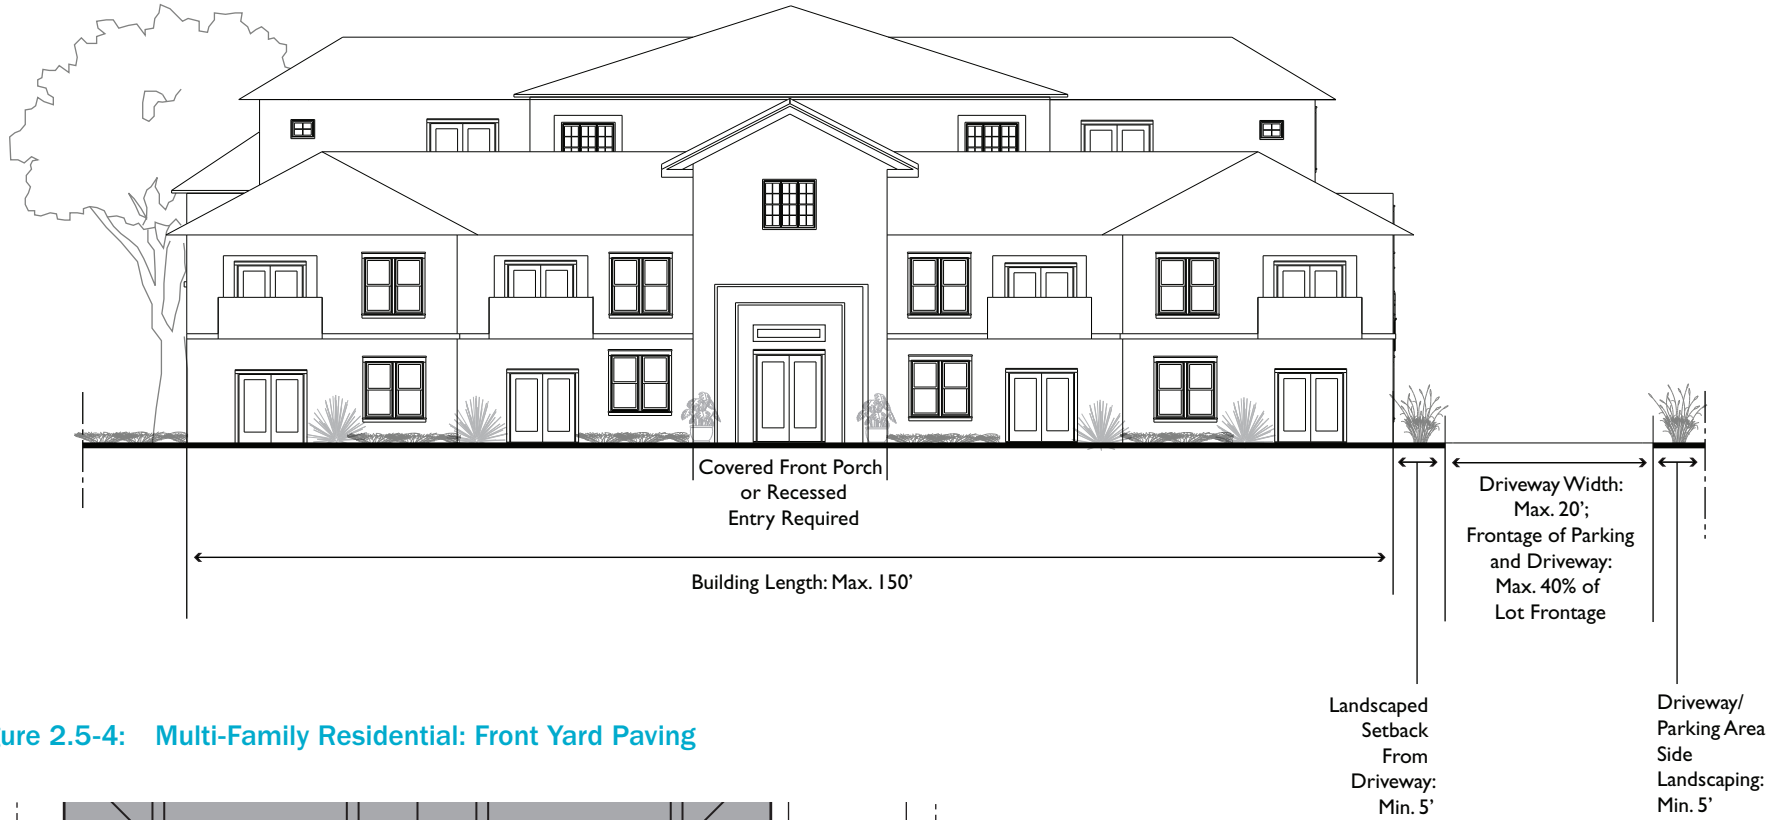 Covered Front Porch
or Recessed
Entry Required
Driveway Width:
Max. 20’;
Frontage of Parking
and Driveway:
Max. 40% of
Lot Frontage
Building Length: Max. 150’
Landscaped
Setback
From
Driveway:
Min. 5’
Driveway/
Parking Area
Side
Landscaping:
Min. 5’
ure 2.5-4: Multi-Family Residential: Front Yard Paving